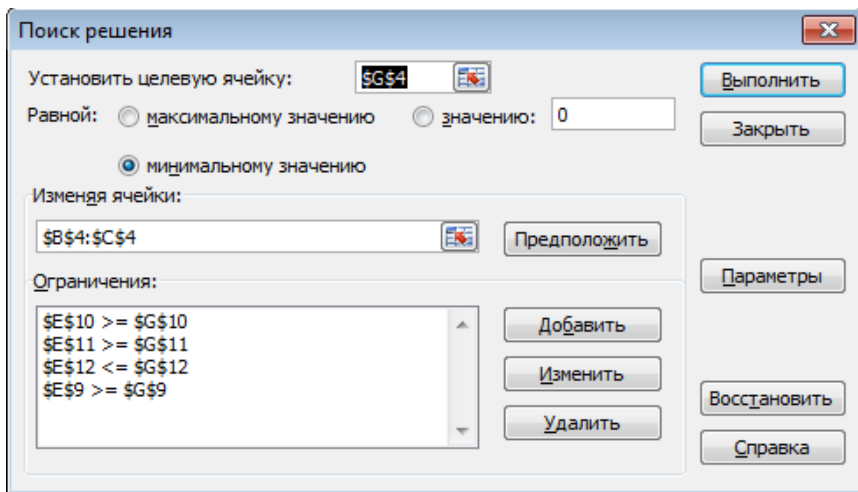 Поиск решения
Установить целевую ячейку: $G$4
Выполнить
Равной: максимальному значению значению: 0
Закрыть
минимальному значению
Изменяя ячейки:
$B$4:$C$4 Предположить
Параметры
Ограничения:
$E$10 >= $G$10
$E$11 >= $G$11
$E$12 <= $G$12
$E$9 >= $G$9
Добавить
Изменить
Удалить
Восстановить
Справка